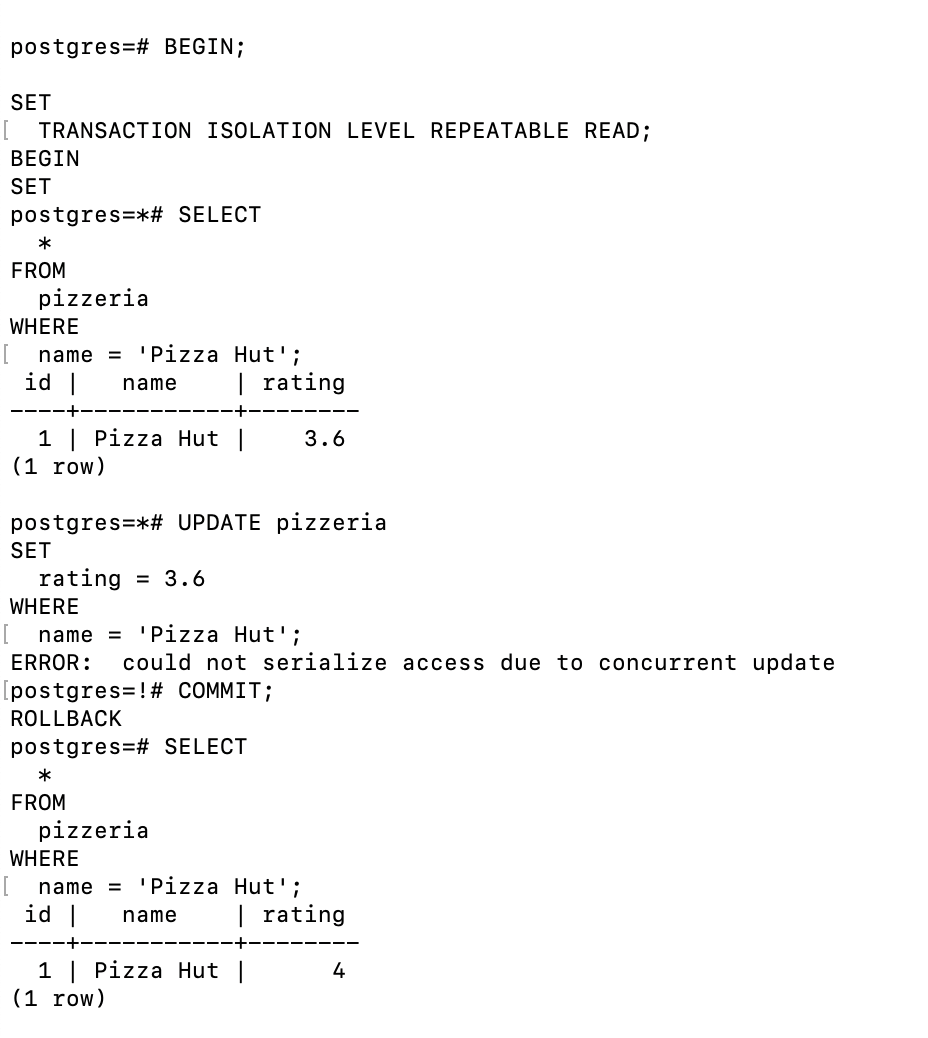 postgres=# BEGIN;

SET
[  TRANSACTION ISOLATION LEVEL REPEATABLE READ;
BEGIN
SET
postgres=*# SELECT
  *
FROM
  pizzeria
WHERE
[  name = 'Pizza Hut';
 id |   name    | rating
----+-----------+--------
  1 | Pizza Hut |    3.6
(1 row)

postgres=*# UPDATE pizzeria
SET
  rating = 3.6
WHERE
[  name = 'Pizza Hut';
ERROR:  could not serialize access due to concurrent update
[postgres=!# COMMIT;
ROLLBACK
postgres=# SELECT
  *
FROM
  pizzeria
WHERE
[  name = 'Pizza Hut';
 id |   name    | rating
----+-----------+--------
  1 | Pizza Hut |      4
(1 row)